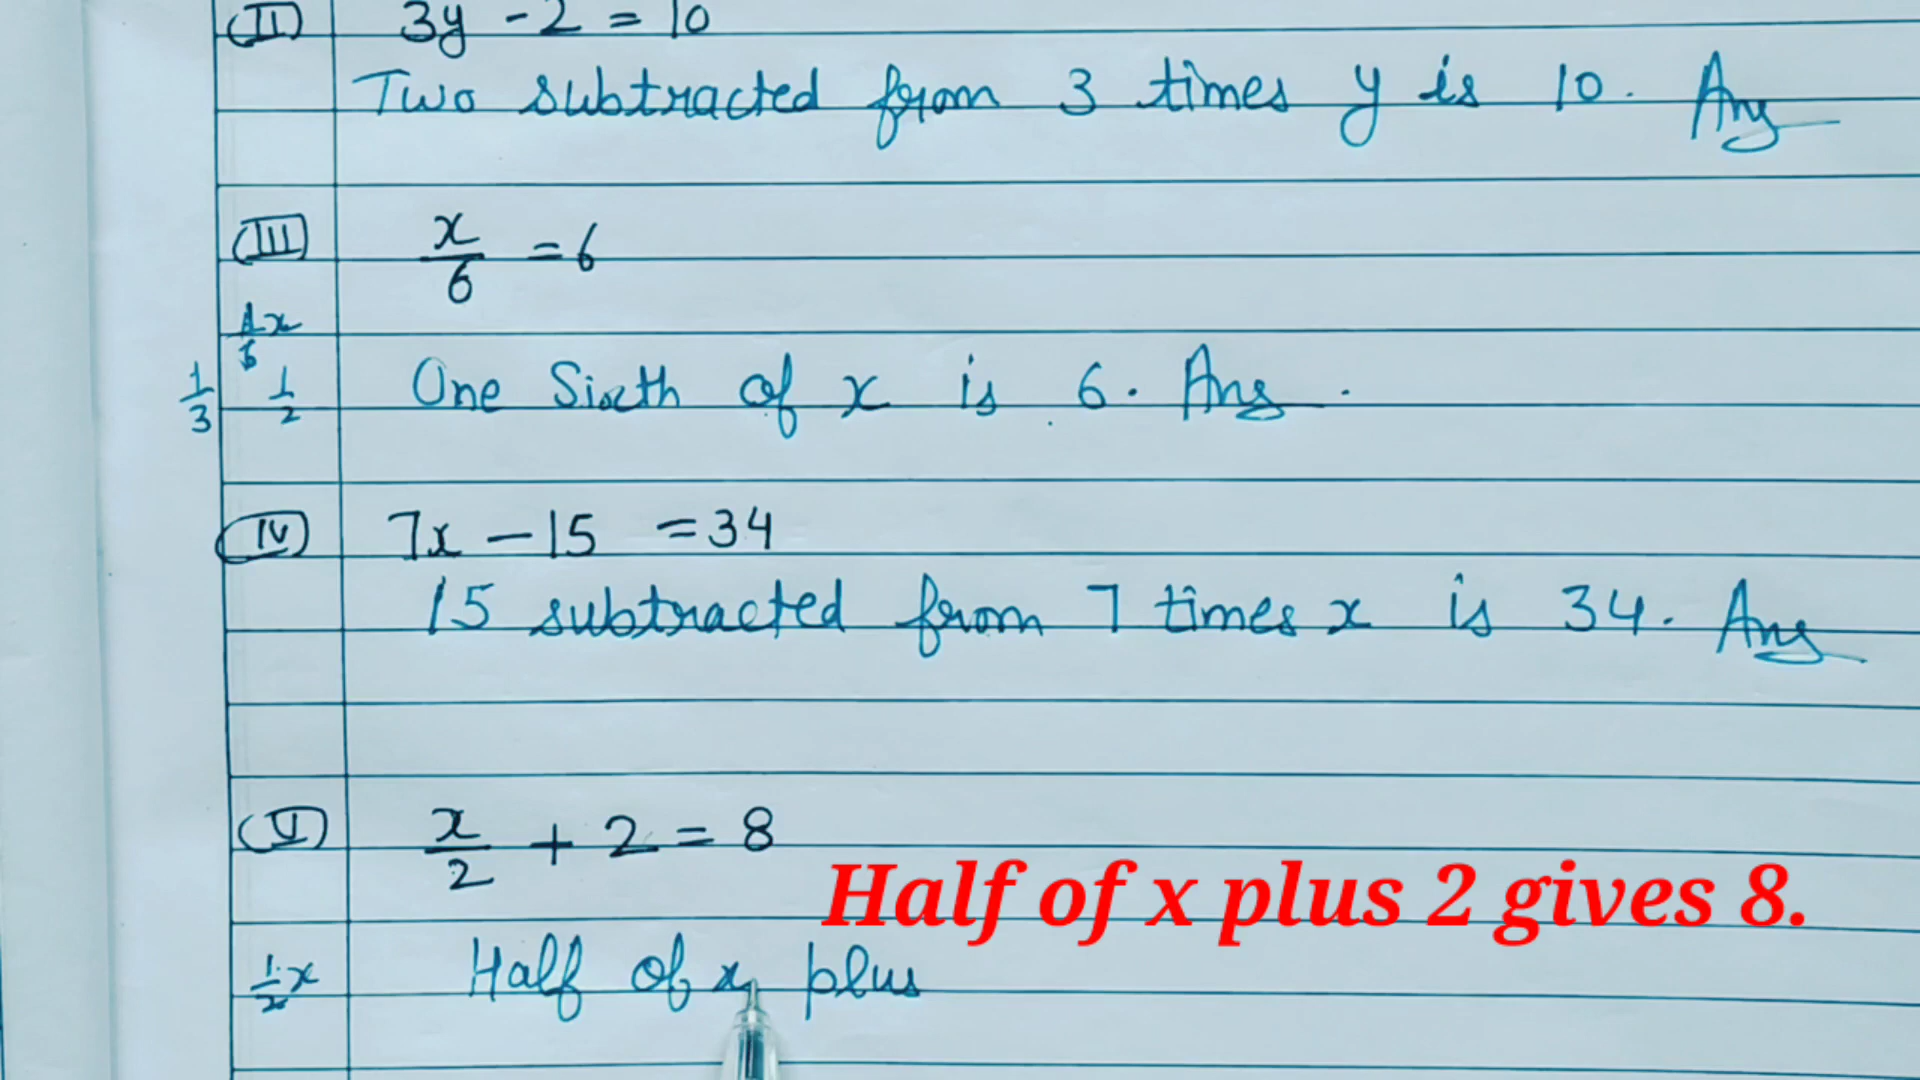 (II) 3y - 2 = 10
Two subtracted from 3 times y is 10. Ans
(III) x/6 = 6
1/6 x
1/3 1/2 One Sixth of x is 6. Ans.
(IV) 7x - 15 = 34
15 subtracted from 7 times x is 34. Ans
(V) x/2 + 2 = 8
Half of x plus 2 gives 8.
1/2 x Half of x plus